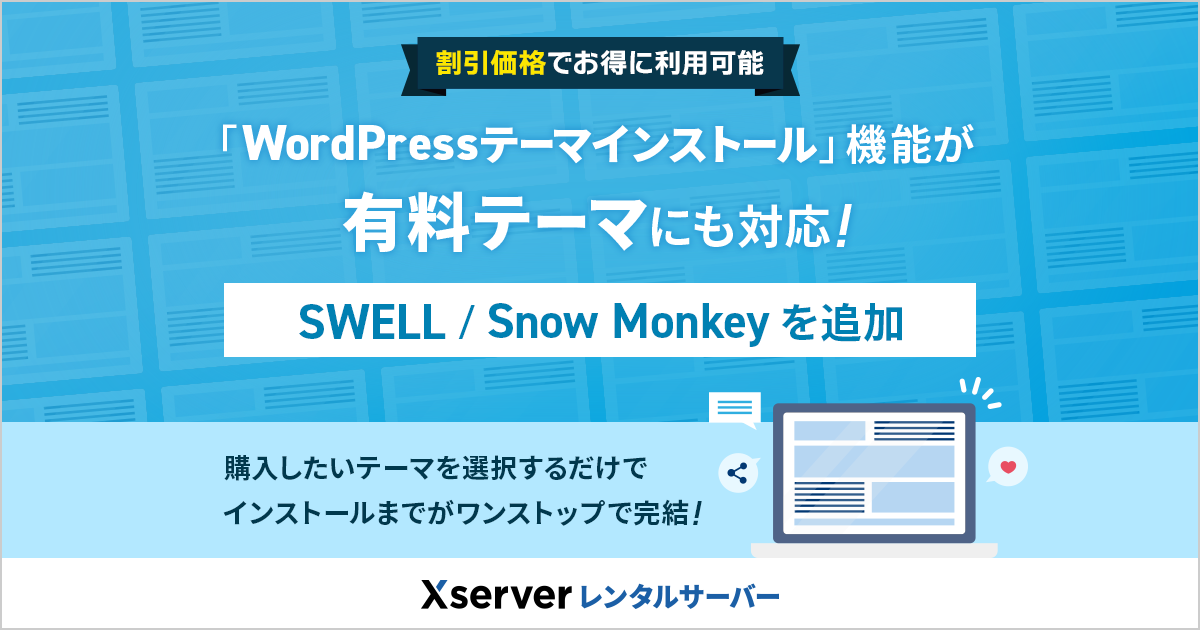 割引価格でお得に利用可能
「WordPressテーマインストール」機能が
有料テーマにも対応!
SWELL / Snow Monkey を追加
購入したいテーマを選択するだけで
インストールまでがワンストップで完結!
Xserver レンタルサーバー